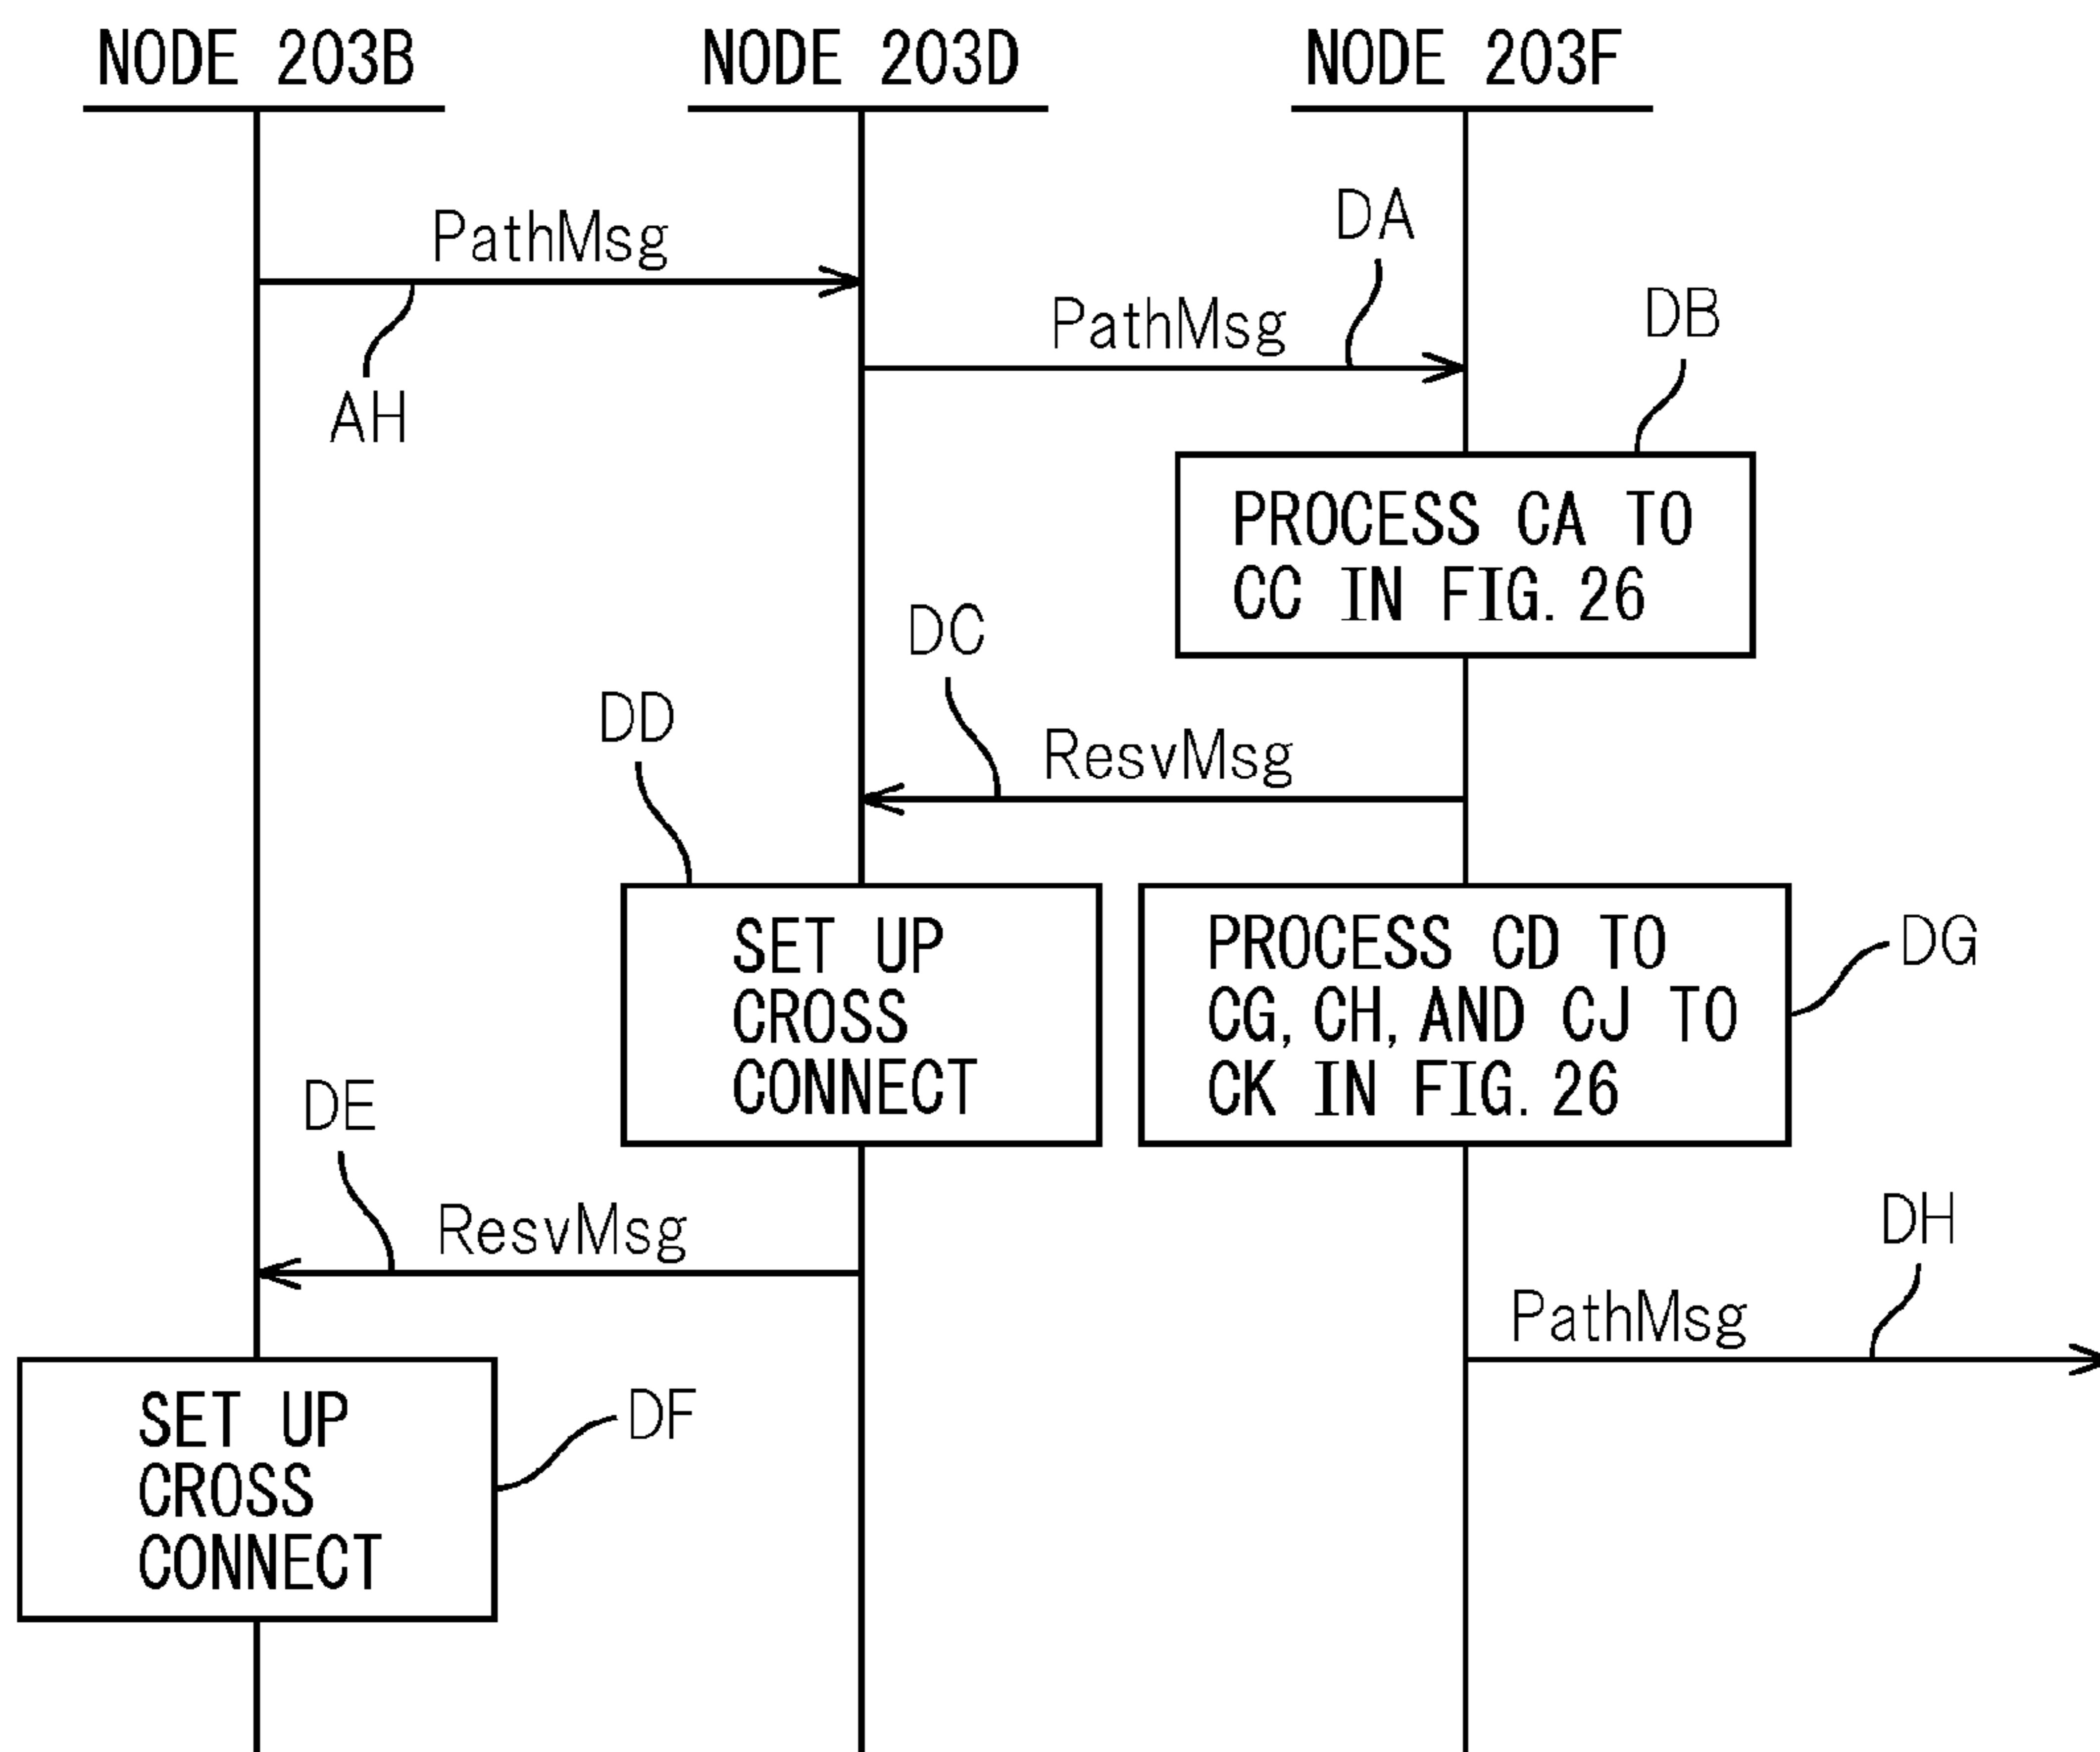 NODE 203B
NODE 203D
NODE 203F
PathMsg
AH
PathMsg
DA
DB
PROCESS CA TO
CC IN FIG. 26
DC
ResvMsg
DD
SET UP
CROSS
CONNECT
PROCESS CD TO
CG, CH, AND CJ TO
CK IN FIG. 26
DG
DE
ResvMsg
DH
PathMsg
SET UP
CROSS
CONNECT
DF